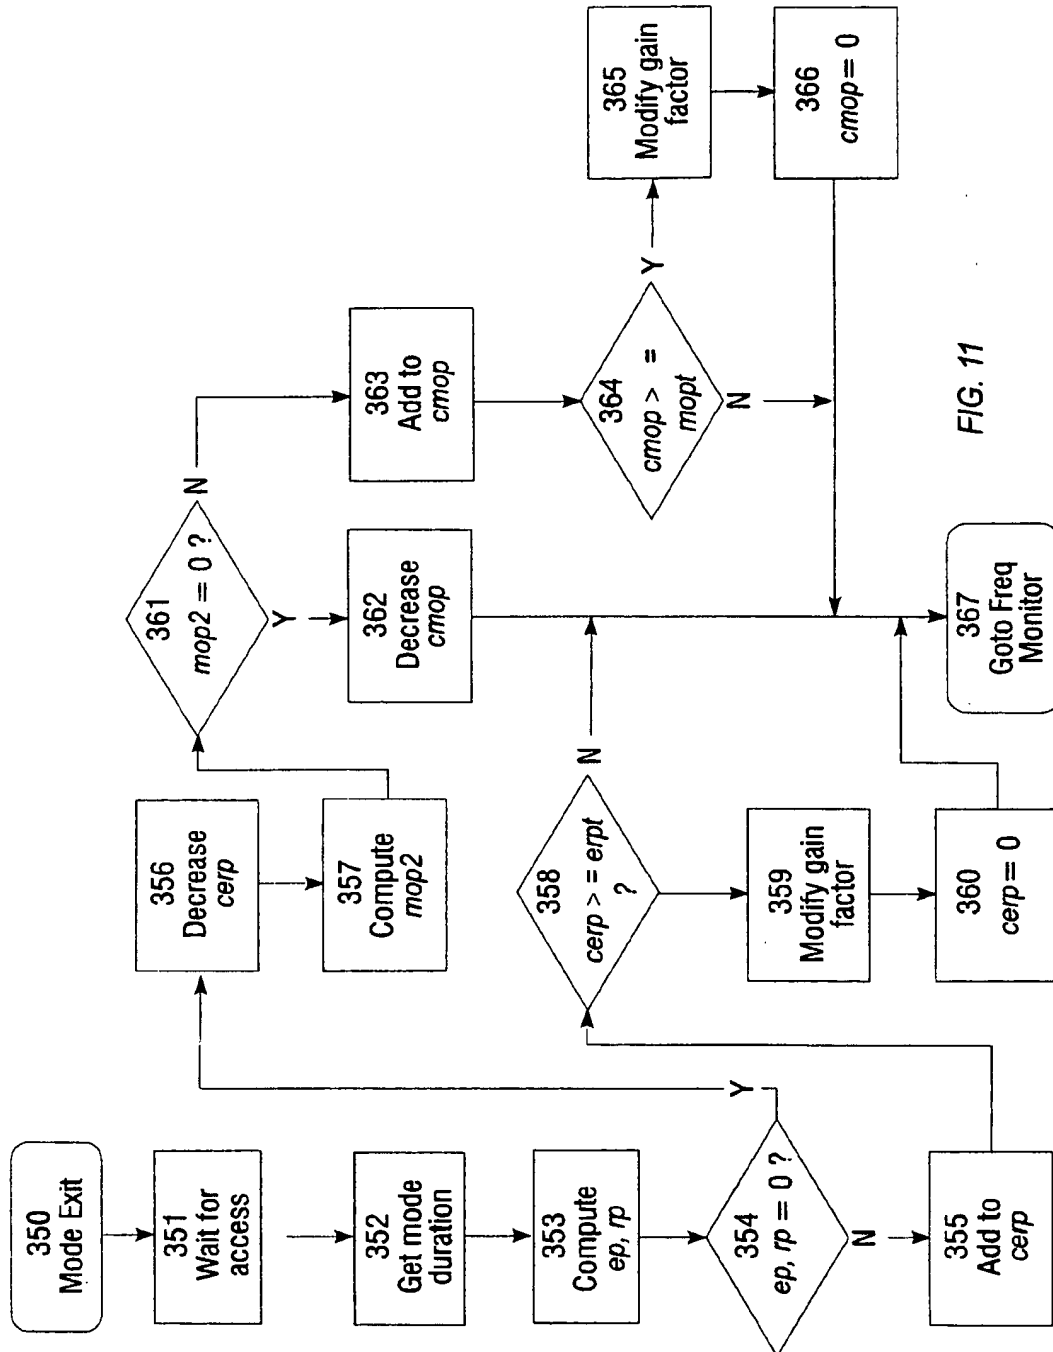 350
Mode Exit
351
Wait for
access
352
Get mode
duration
353
Compute
ep, rp
354
ep, rp = 0 ?
Y
N
355
Add to
cerp
356
Decrease
cerp
357
Compute
mop2
358
cerp > = erpt
?
N
359
Modify gain
factor
360
cerp = 0
361
mop2 = 0 ?
N
Y
362
Decrease
cmop
363
Add to
cmop
364
cmop > =
mopt
Y
N
365
Modify gain
factor
366
cmop = 0
367
Goto Freq
Monitor
FIG. 11